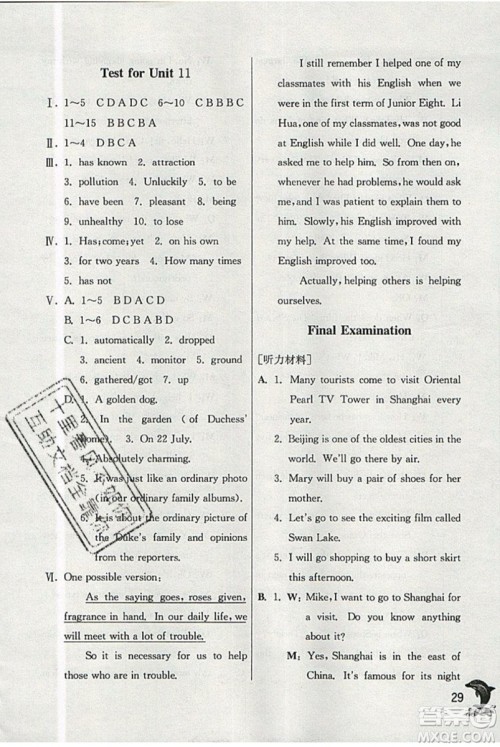 Test for Unit 11
Ⅰ. 1～5 CDADC 6～10 CBBBC
11～15 BBCBA
Ⅱ. 1～4 DBCA
Ⅲ. 1. has known 2. attraction
3. pollution 4. Unluckily 5. to be
6. have been 7. pleasant 8. being
9. unhealthy 10. to lose
Ⅳ. 1. Has;come;yet 2. on his own
3. for two years 4. How many times
5. has not
Ⅴ. A. 1～5 BDACD
B. 1～6 DCBABD
C. 1. automatically 2. dropped
3. ancient 4. monitor 5. ground
6. gathered/got 7. up
D. 1. A golden dog.
2. In the garden (of Duchess'
home). 3. On 22 July.
4. Absolutely charming.
5. It was just an ordinary photo
(in our ordinary family albums).
6. It was the ordinary picture of
the Duke's family and opinions
from the reporters.
Ⅵ. One possible version:
As the saying goes, roses given,
fragrance in hand. In our daily life, we
will meet with a lot of trouble.
So it is necessary for us to help
those who are in trouble.
I still remember I helped one of my
classmates with his English when we
were in the first term of Junior Eight. Li
Hua, one of my classmates, was not good
at English while I did well. One day, he
asked me to help him. So from then on,
whenever he had problems, he would ask
me and I was patient to explain them to
him. Slowly, his English improved with
my help. At the same time, I found my
English improved too.
Actually, helping others is helping
ourselves.
Final Examination
[听力材料]
A. 1. Many tourists come to visit Oriental
Pearl TV Tower in Shanghai every
year.
2. Beijing is one of the oldest cities in the
world. We can go there by air.
3. Mary will buy a pair of shoes for her
mother.
4. Let's go to see the exciting film called
Swan Lake.
5. I will go shopping to buy a short skirt
this afternoon.
B. 1. W: Mike, I want to go to Shanghai for
a visit. Do you know anything about
it?
M: Yes, Shanghai is in the east of
China. It's famous for its night
29
MXQE.COM